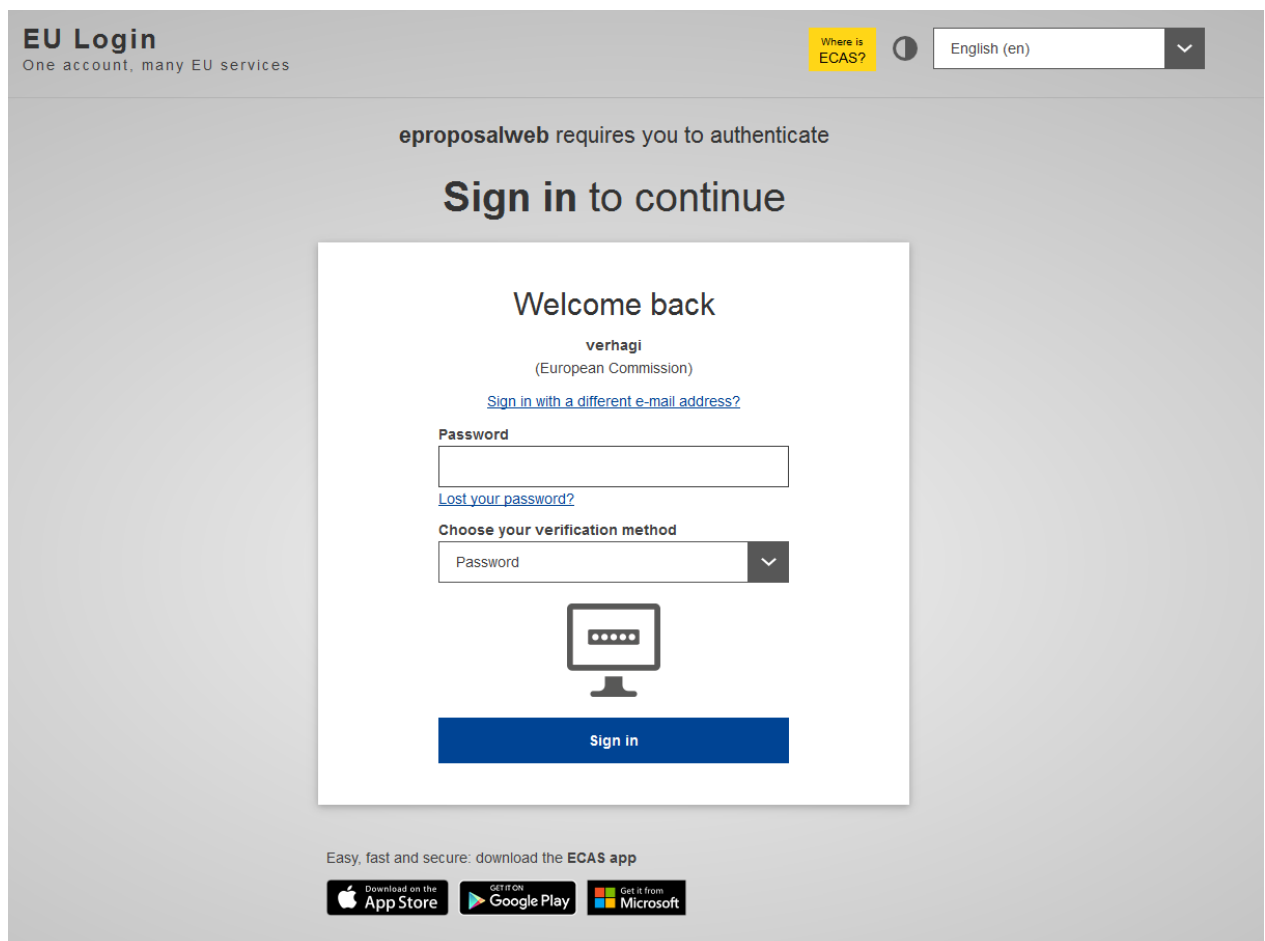 EU Login
One account, many EU services
Where is
ECAS?
English (en)
eproposalweb requires you to authenticate
Sign in to continue
Welcome back
verhagi
(European Commission)
Sign in with a different e-mail address?
Password
Lost your password?
Choose your verification method
Password
Sign in
Easy, fast and secure: download the ECAS app
Download on the
App Store
GET IT ON
Google Play
Get it from
Microsoft